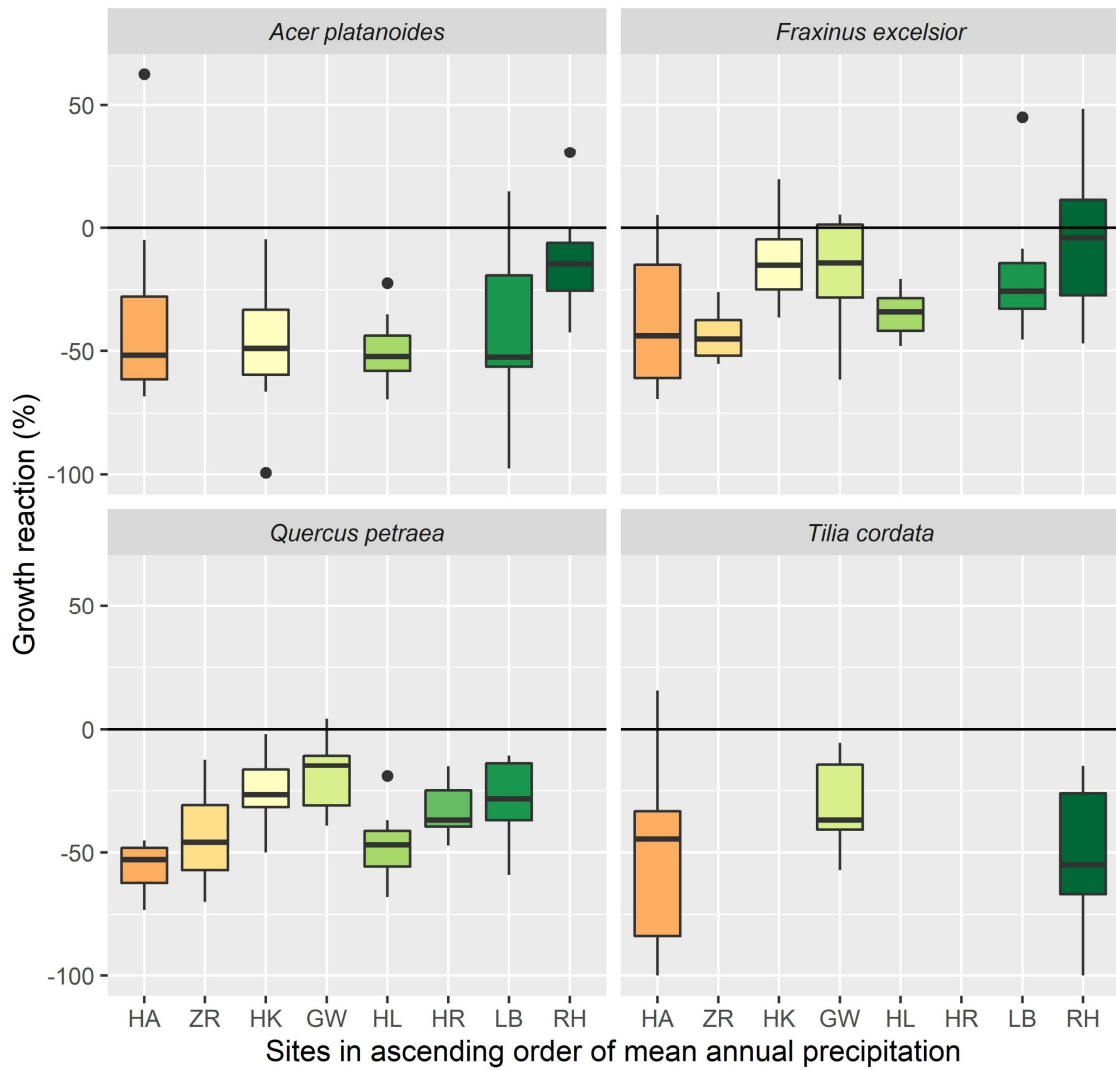 Acer platanoides
Fraxinus excelsior
50
0
-50
-100
Quercus petraea
Tilia cordata
50
0
-50
-100
Growth reaction (%)
HA ZR HK GW HL HR LB RH
HA ZR HK GW HL HR LB RH
Sites in ascending order of mean annual precipitation